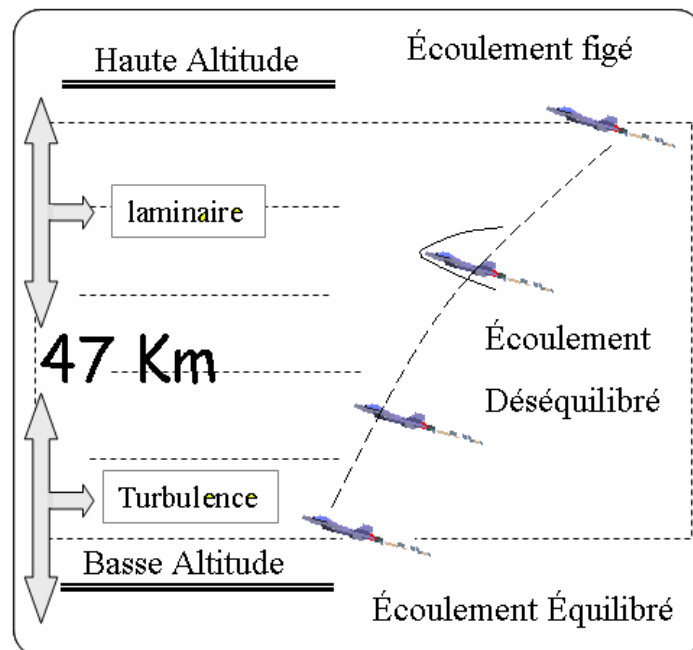 Écoulement figé
Haute Altitude
laminaire
47 Km
Écoulement
Déséquilibré
Turbulence
Basse Altitude
Écoulement Équilibré